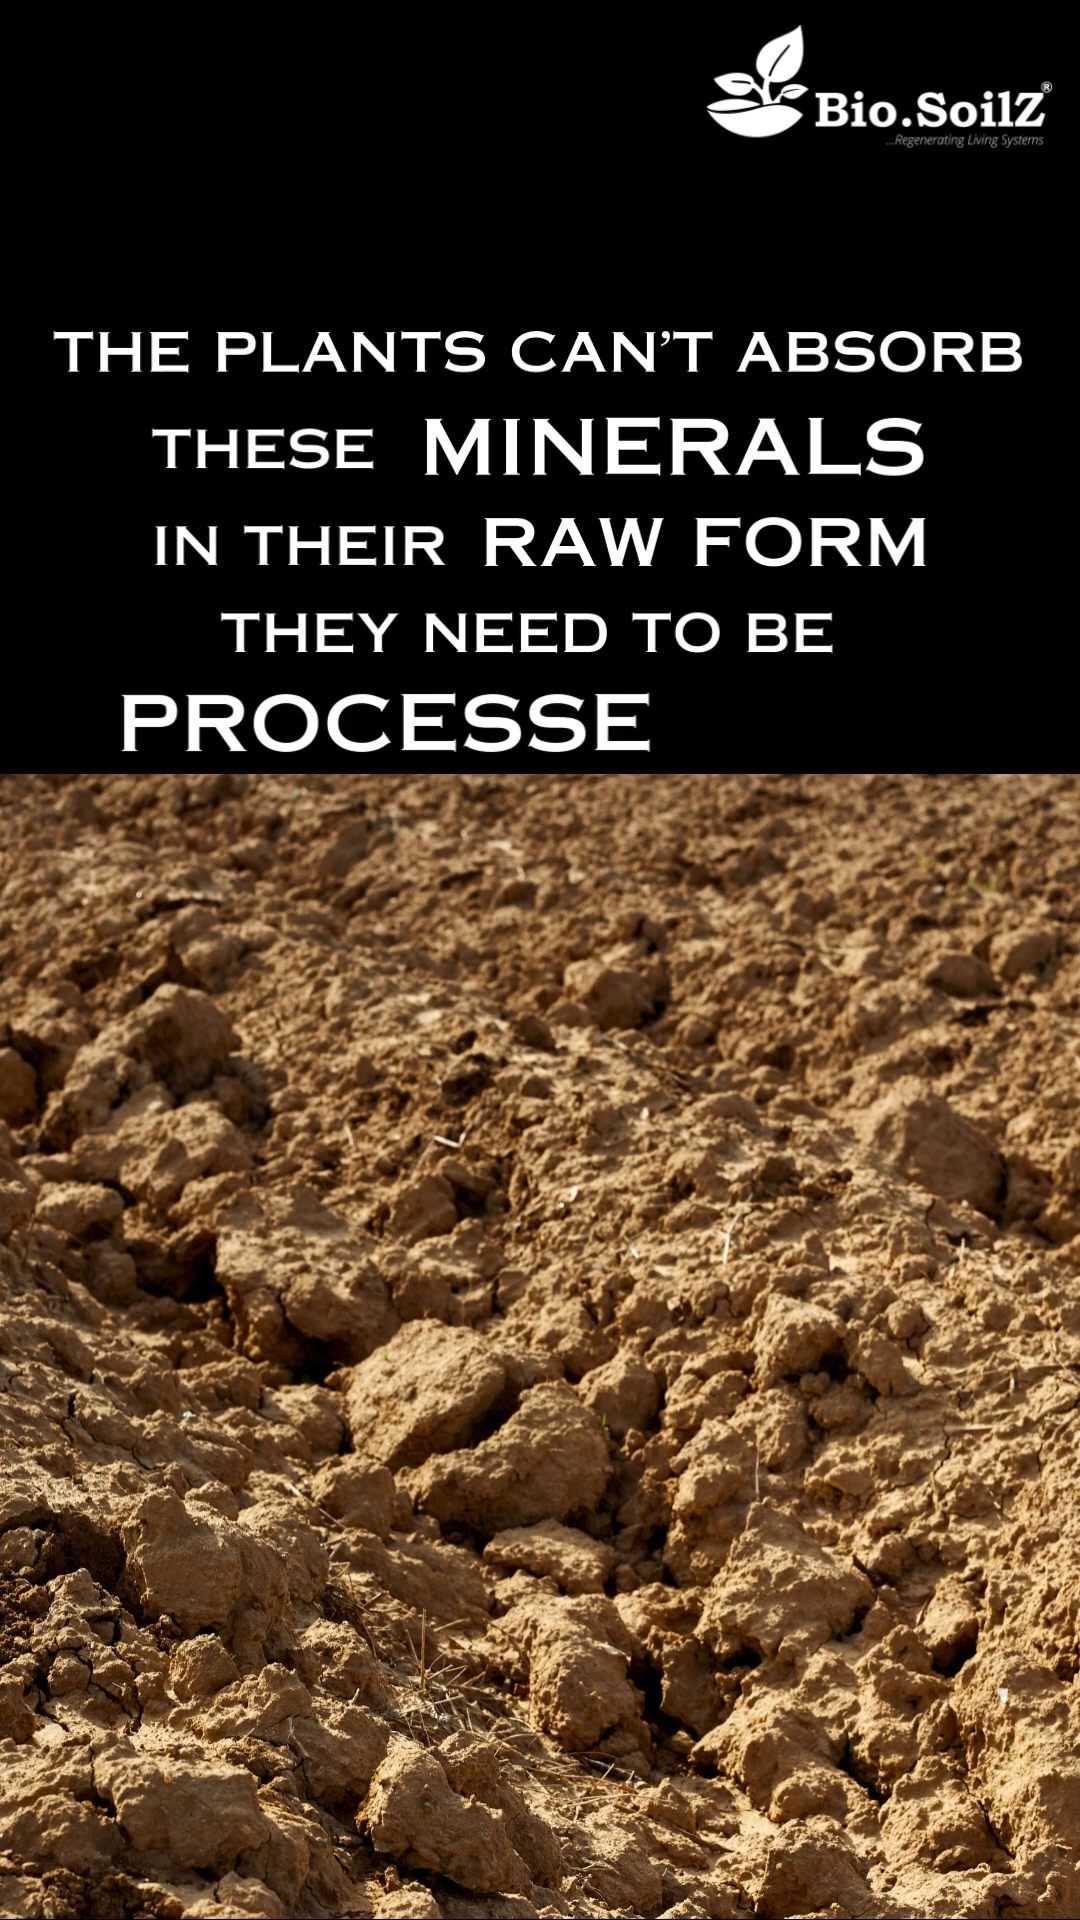 Bio.SoilZ®
...Regenerating Living Systems
THE PLANTS CAN'T ABSORB
THESE MINERALS
IN THEIR RAW FORM
THEY NEED TO BE
PROCESSE